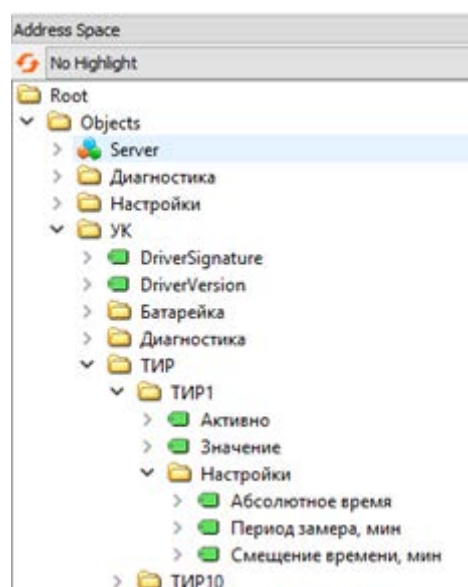 Address Space
No Highlight
Root
Objects
Server
Диагностика
Настройки
УК
DriverSignature
DriverVersion
Батарейка
Диагностика
ТИР
ТИР1
Активно
Значение
Настройки
Абсолютное время
Период замера, мин
Смещение времени, мин
ТИР10